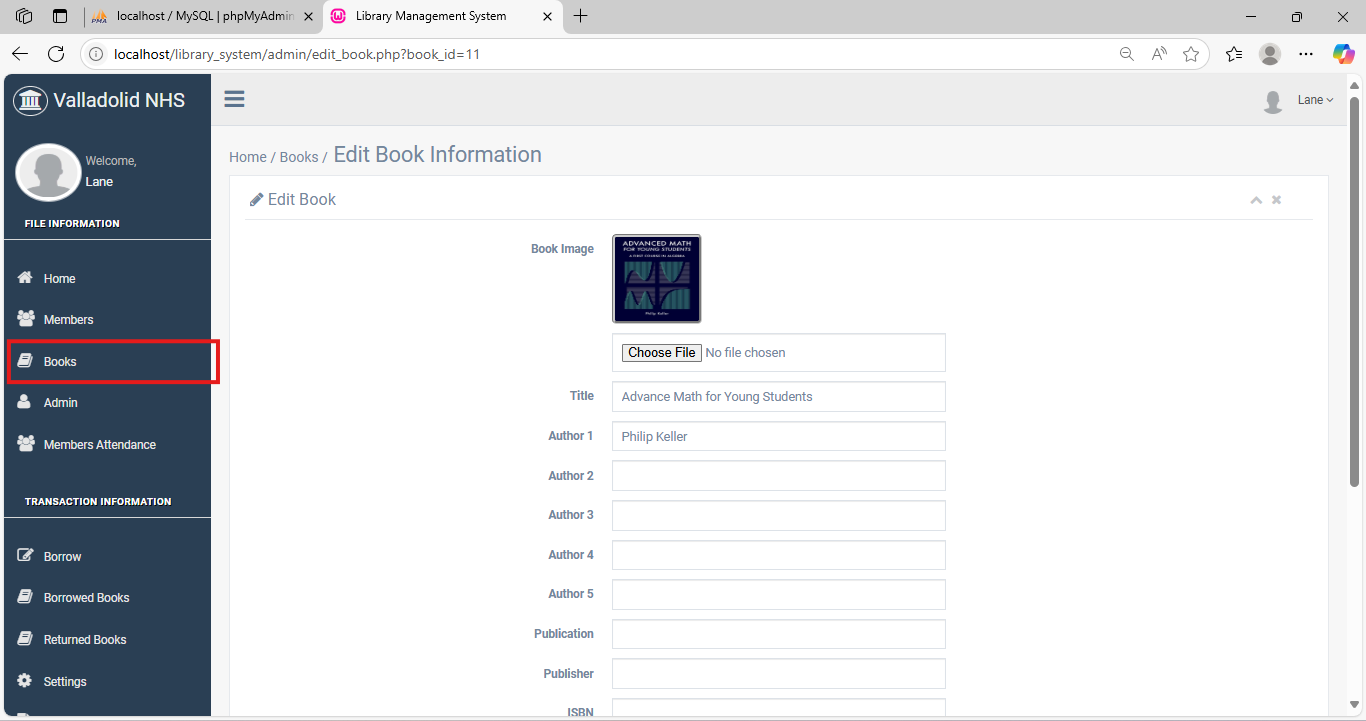 localhost / MySQL | phpMyAdmin
Library Management System
localhost/library_system/admin/edit_book.php?book_id=11
Valladolid NHS
Lane
Welcome,
Lane
FILE INFORMATION
Home
Members
Books
Admin
Members Attendance
TRANSACTION INFORMATION
Borrow
Borrowed Books
Returned Books
Settings
Home / Books / Edit Book Information
Edit Book
Book Image
ADVANCED MATH
FOR YOUNG STUDENTS
A FIRST COURSE IN ALGEBRA
Philip Keller
Choose File No file chosen
Title Advance Math for Young Students
Author 1 Philip Keller
Author 2
Author 3
Author 4
Author 5
Publication
Publisher
ISBN